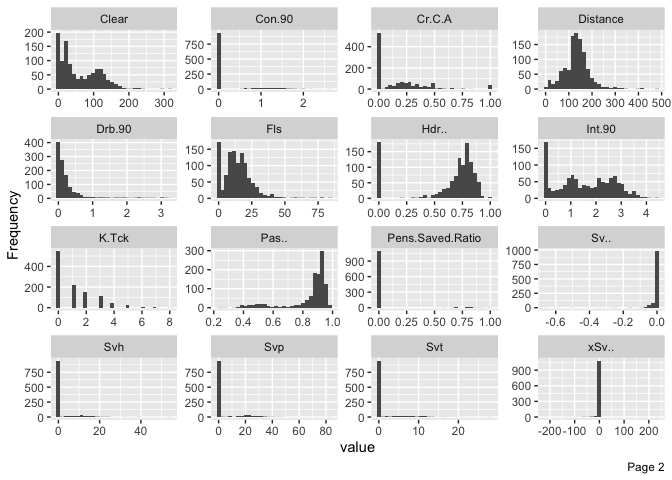 Clear Con.90 Cr.C.A Distance
200
150
100
50
0
0 100 200 300
750
500
250
0
0 1 2
400
200
0
0.00 0.25 0.50 0.75 1.00
150
100
50
0
0 100 200 300 400 500
Drb.90 Fls Hdr.. Int.90
400
300
200
100
0
0 1 2 3
150
100
50
0
0 25 50 75
150
100
50
0
0.00 0.25 0.50 0.75 1.00
150
100
50
0
0 1 2 3 4
K.Tck Pas.. Pens.Saved.Ratio Sv..
400
200
0
0 2 4 6 8
300
200
100
0
0.2 0.4 0.6 0.8 1.0
900
600
300
0
0.00 0.25 0.50 0.75 1.00
1000
750
500
250
0
-0.6 -0.4 -0.2 0.0
Svh Svp Svt xSv..
750
500
250
0
0 20 40
750
500
250
0
0 20 40 60 80
750
500
250
0
0 10 20
900
600
300
0
-200 -100 0 100 200
Frequency
value
Page 2